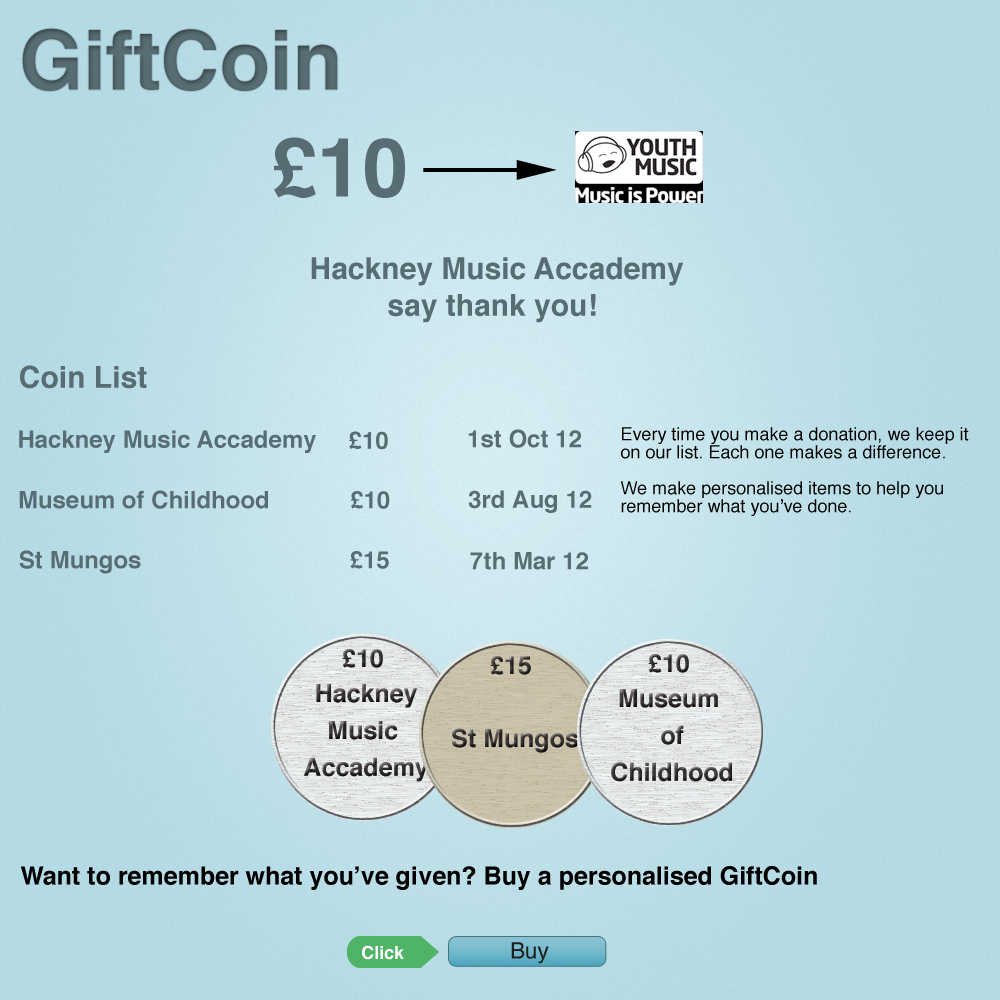 GiftCoin
£10
YOUTH
MUSIC
Music is Power
Hackney Music Accademy
say thank you!
Coin List
Hackney Music Accademy £10 1st Oct 12
Museum of Childhood £10 3rd Aug 12
St Mungos £15 7th Mar 12
Every time you make a donation, we keep it
on our list. Each one makes a difference.
We make personalised items to help you
remember what you've done.
£10
Hackney
Music
Accademy
£15
St Mungos
£10
Museum
of
Childhood
Want to remember what you've given? Buy a personalised GiftCoin
Click Buy